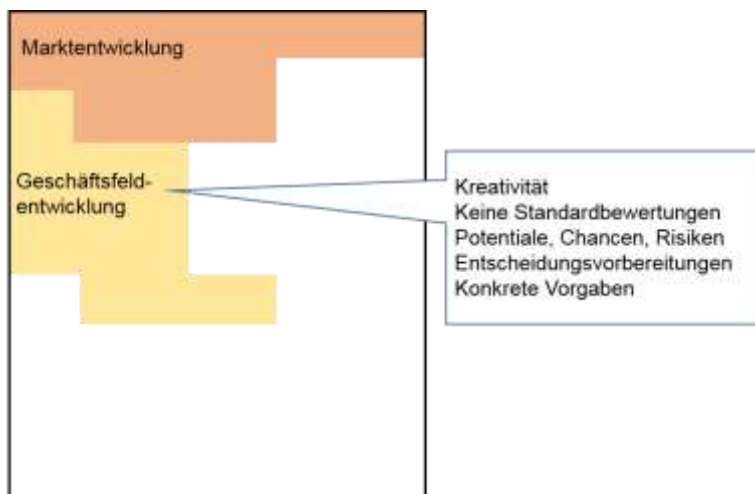 Marktentwicklung
Geschäftsfeld-
entwicklung
Kreativität
Keine Standardbewertungen
Potentiale, Chancen, Risiken
Entscheidungsvorbereitungen
Konkrete Vorgaben